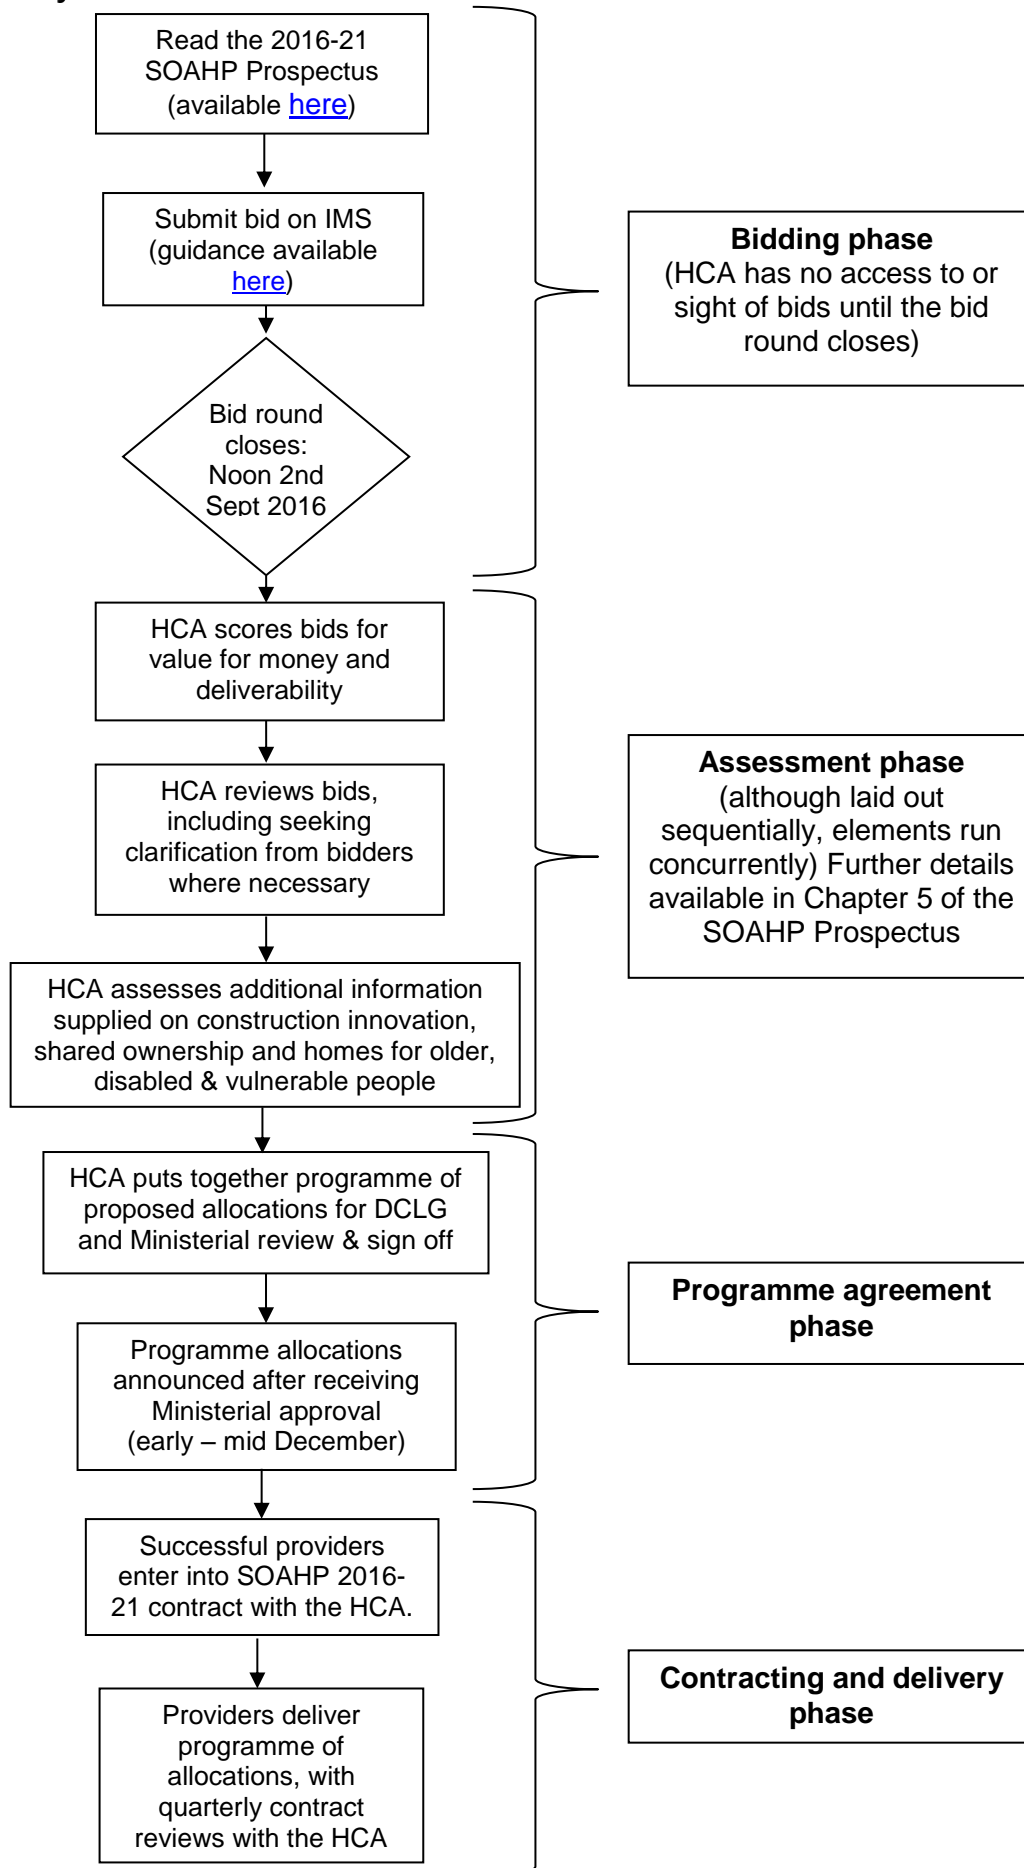 Read the 2016-21
SOAHP Prospectus
(available here)
Submit bid on IMS
(guidance available
here)
Bid round
closes:
Noon 2nd
Sept 2016
Bidding phase
(HCA has no access to or
sight of bids until the bid
round closes)
HCA scores bids for
value for money and
deliverability
HCA reviews bids,
including seeking
clarification from bidders
where necessary
HCA assesses additional information
supplied on construction innovation,
shared ownership and homes for older,
disabled & vulnerable people
Assessment phase
(although laid out
sequentially, elements run
concurrently) Further details
available in Chapter 5 of the
SOAHP Prospectus
HCA puts together programme of
proposed allocations for DCLG
and Ministerial review & sign off
Programme allocations
announced after receiving
Ministerial approval
(early – mid December)
Programme agreement
phase
Successful providers
enter into SOAHP 2016-
21 contract with the HCA.
Providers deliver
programme of
allocations, with
quarterly contract
reviews with the HCA
Contracting and delivery
phase